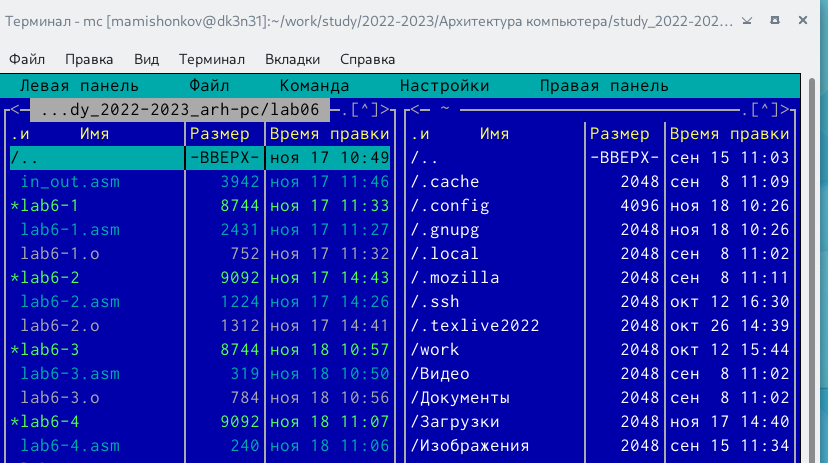 Терминал - mc [mamishonkov@dk3n31]:~/work/study/2022-2023/Архитектура компьютера/study_2022-202...
Файл Правка Вид Терминал Вкладки Справка
Левая панель Файл Команда Настройки Правая панель
<— ...dy_2022-2023_arh-pc/lab06 —.[^]> <— ~ —.[^]>
.и Имя Размер Время правки .и Имя Размер Время правки
/.. -ВВЕРХ- ноя 17 10:49 /.. -ВВЕРХ- сен 15 11:03
in_out.asm 3942 ноя 17 11:46 /.cache 2048 сен 8 11:09
*lab6-1 8744 ноя 17 11:33 /.config 4096 ноя 18 10:26
lab6-1.asm 2431 ноя 17 11:27 /.gnupg 2048 ноя 18 10:26
lab6-1.o 752 ноя 17 11:32 /.local 2048 сен 8 11:02
*lab6-2 9092 ноя 17 14:43 /.mozilla 2048 сен 8 11:11
lab6-2.asm 1224 ноя 17 14:26 /.ssh 2048 окт 12 16:30
lab6-2.o 1312 ноя 17 14:41 /.texlive2022 2048 окт 26 14:39
*lab6-3 8744 ноя 18 10:57 /work 2048 окт 12 15:44
lab6-3.asm 319 ноя 18 10:50 /Видео 2048 сен 8 11:02
lab6-3.o 784 ноя 18 10:56 /Документы 2048 сен 8 11:02
*lab6-4 9092 ноя 18 11:07 /Загрузки 2048 ноя 17 14:40
lab6-4.asm 240 ноя 18 11:06 /Изображения 2048 сен 15 11:34